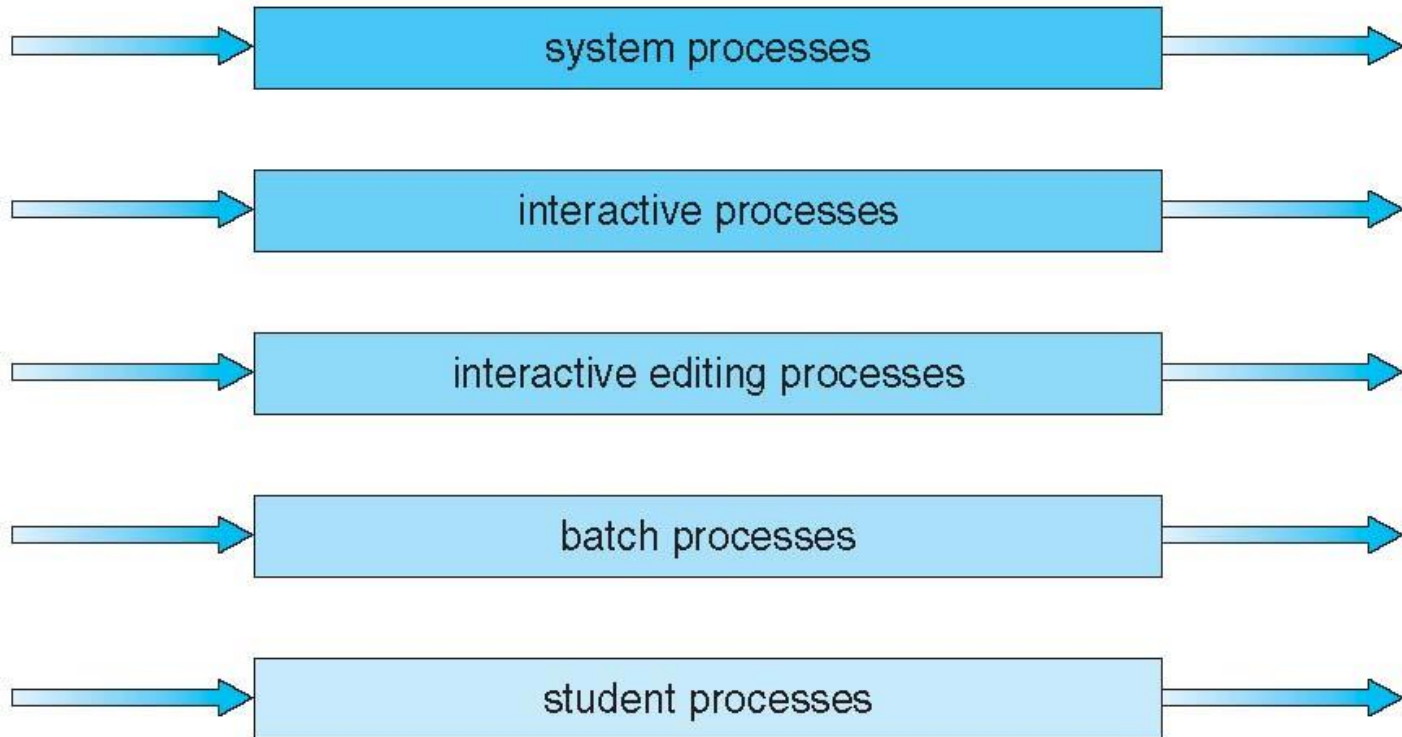 system processes
interactive processes
interactive editing processes
batch processes
student processes